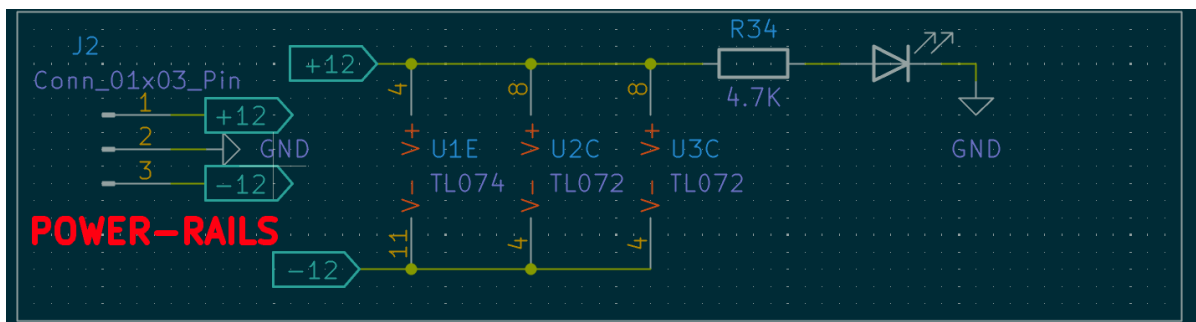 J2
Conn_01x03_Pin
1
+12
2
GND
3
-12
POWER-RAILS
+12
-12
4
V+
U1E
TL074
V-
11
8
V+
U2C
TL072
V-
4
8
V+
U3C
TL072
V-
4
R34
4.7K
GND